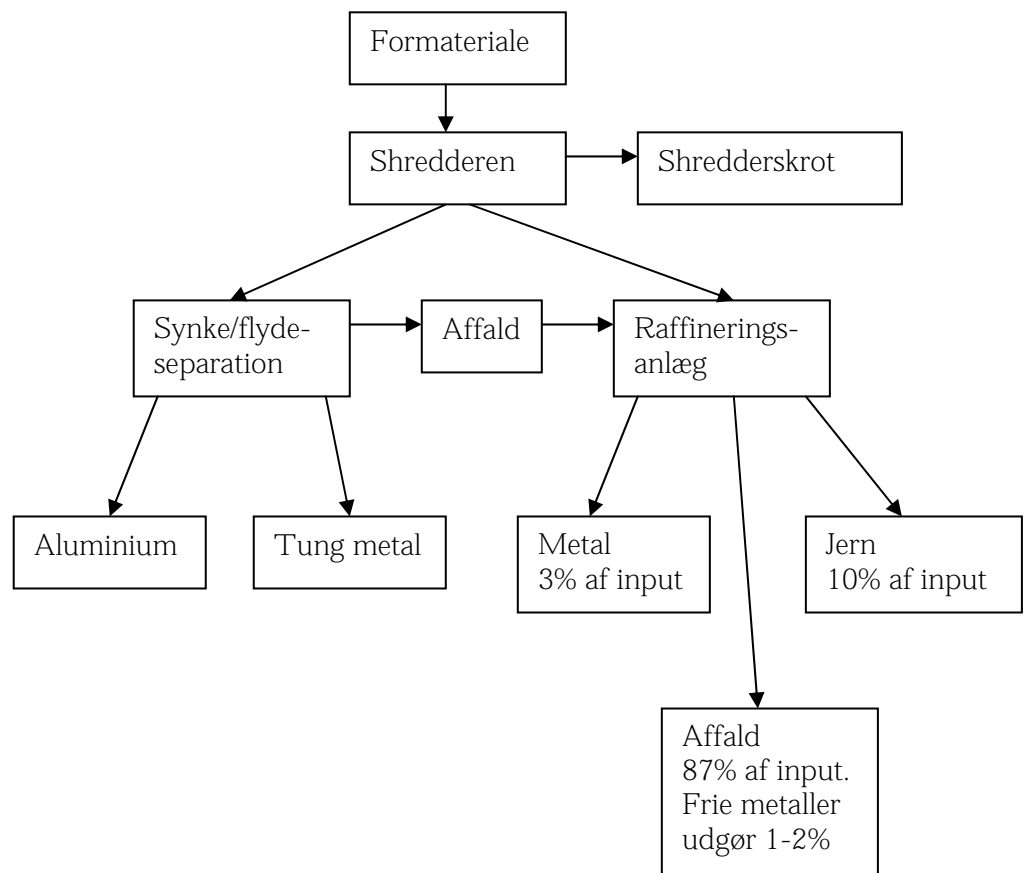 Formateriale
Shredderen
Shredderskrot
Synke/flyde-
separation
Affald
Raffinerings-
anlæg
Aluminium
Tung metal
Metal
3% af input
Jern
10% af input
Affald
87% af input.
Frie metaller
udgør 1-2%